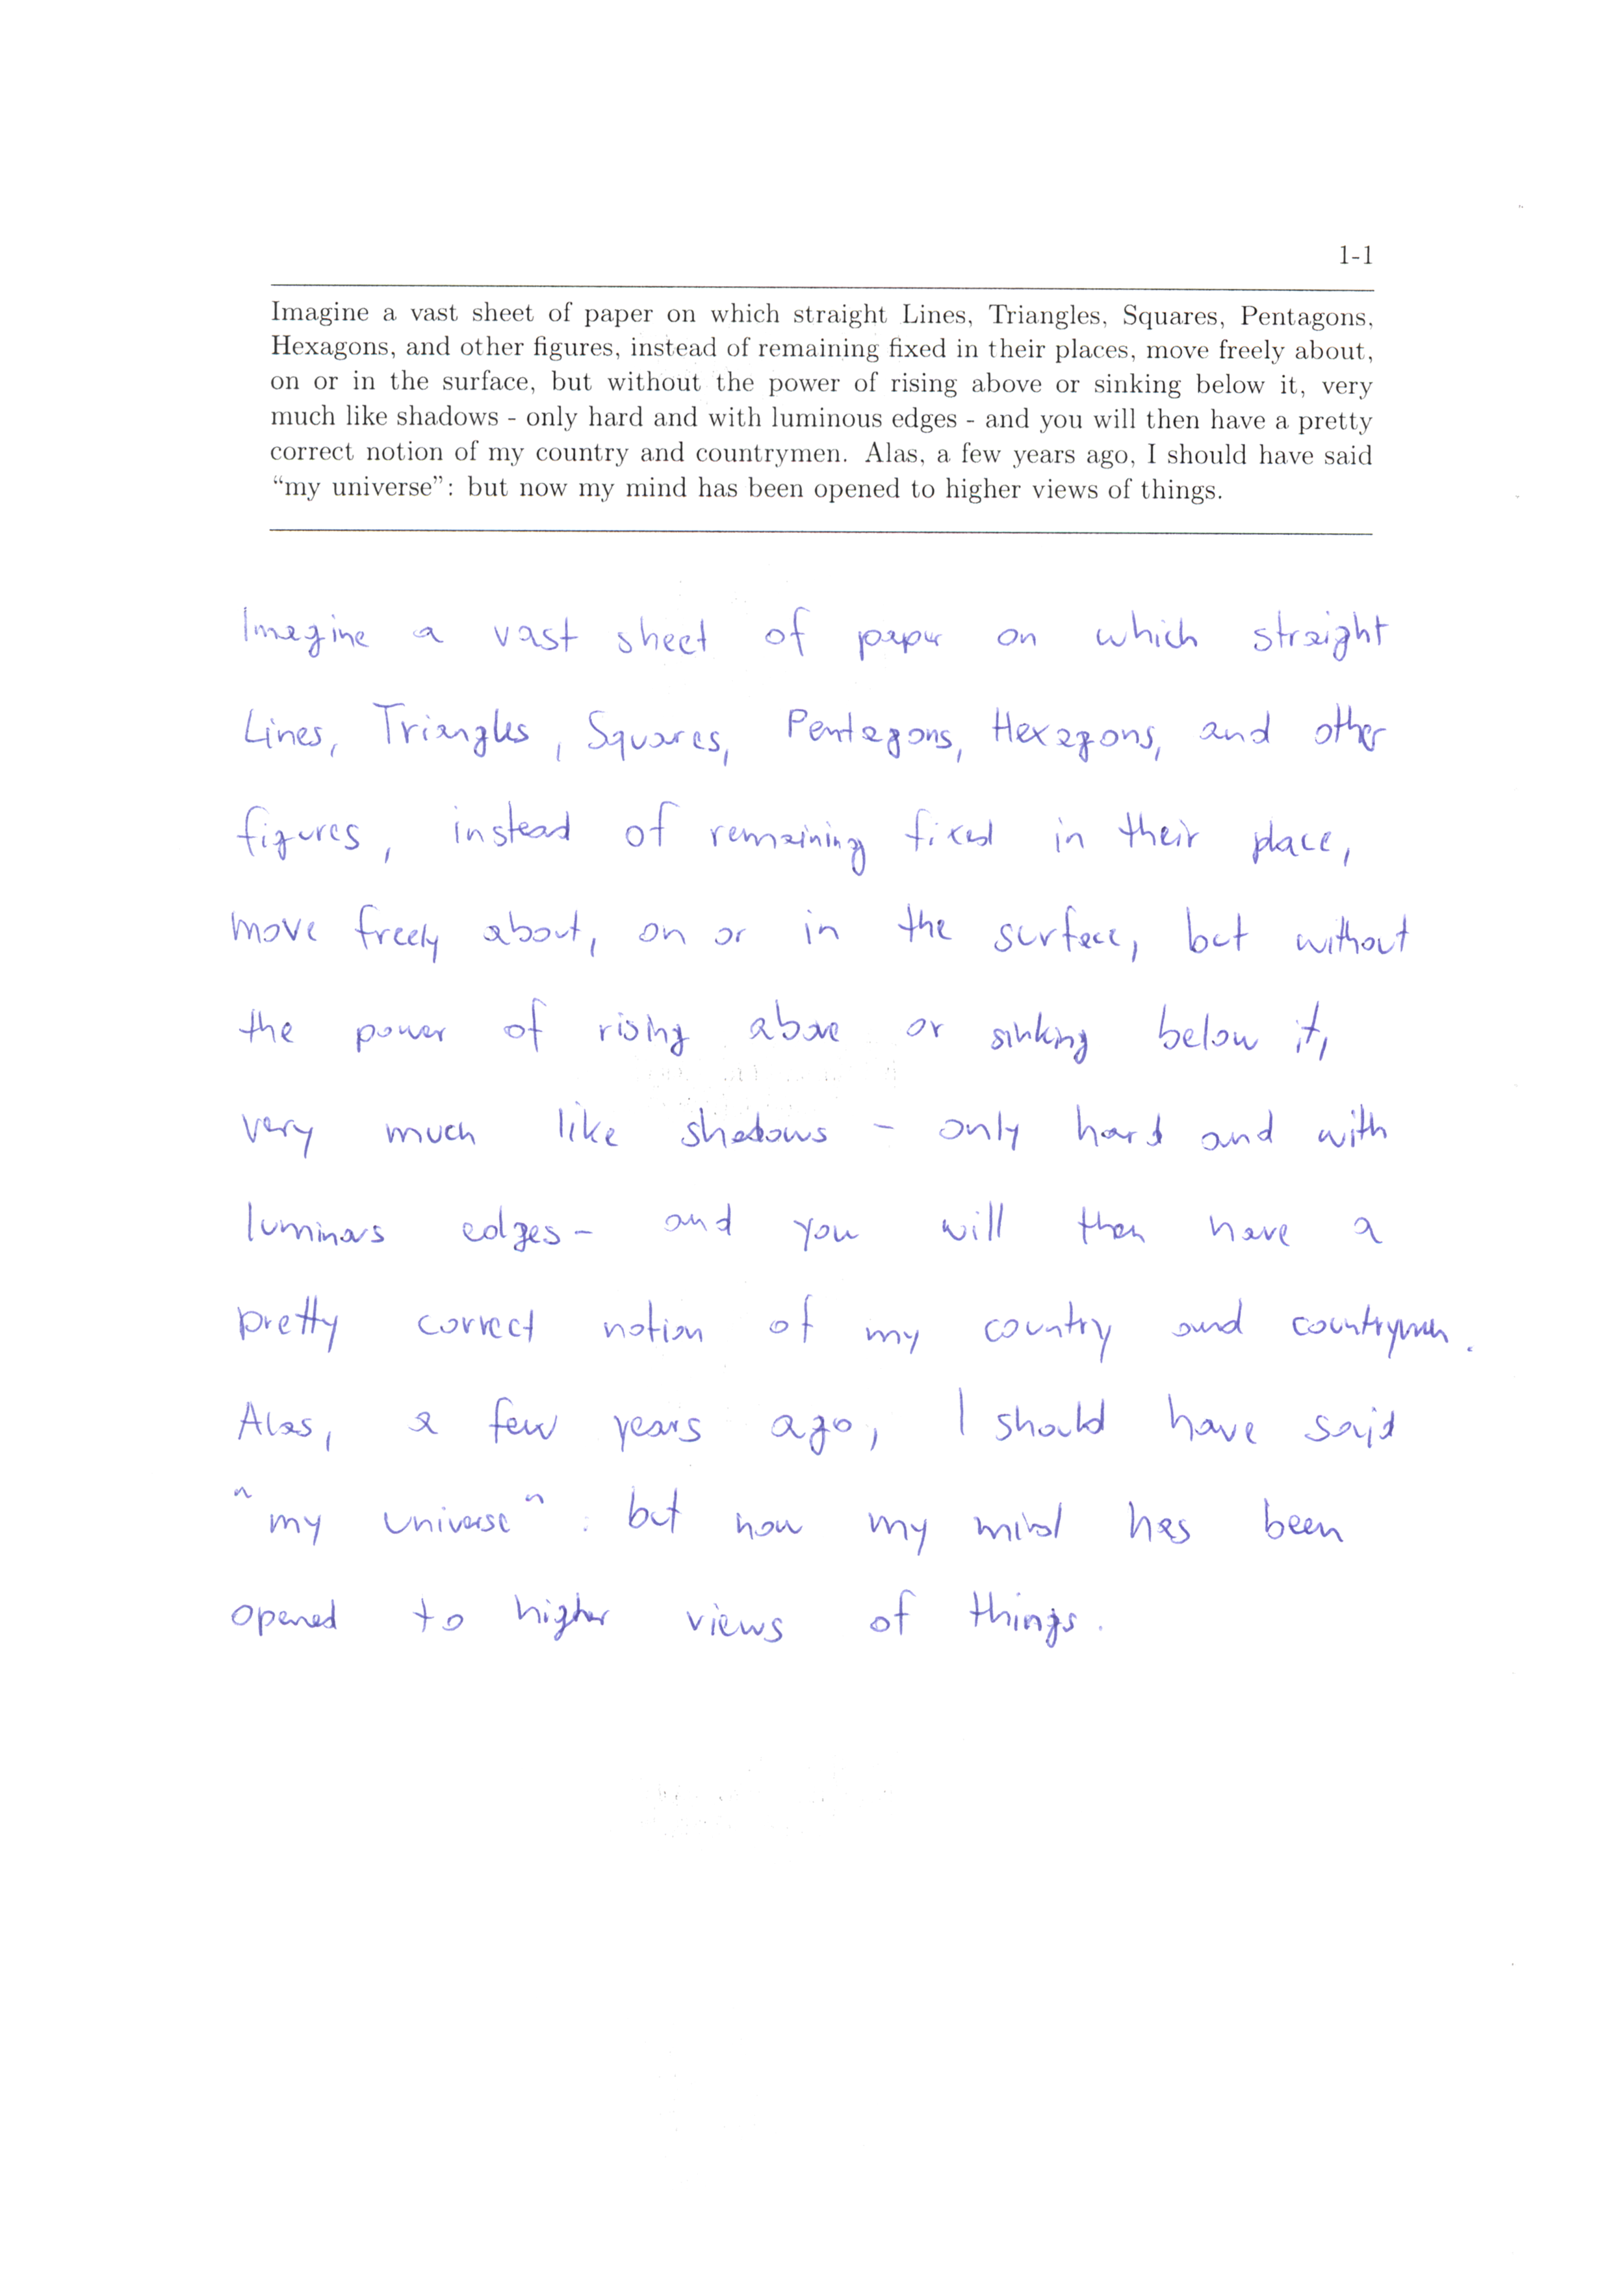 1-1
Imagine a vast sheet of paper on which straight Lines, Triangles, Squares, Pentagons,
Hexagons, and other figures, instead of remaining fixed in their places, move freely about,
on or in the surface, but without the power of rising above or sinking below it, very
much like shadows - only hard and with luminous edges - and you will then have a pretty
correct notion of my country and countrymen. Alas, a few years ago, I should have said
“my universe”: but now my mind has been opened to higher views of things.
Imagine a vast sheet of paper on which straight
Lines, Triangles, Squares, Pentagons, Hexagons, and other
figures, instead of remaining fixed in their place,
move freely about, on or in the surface, but without
the power of rising above or sinking below it,
very much like shadows - only hard and with
luminous edges - and you will then have a
pretty correct notion of my country and countrymen.
Alas, a few years ago, I should have said
"my universe": but now my mind has been
opened to higher views of things.